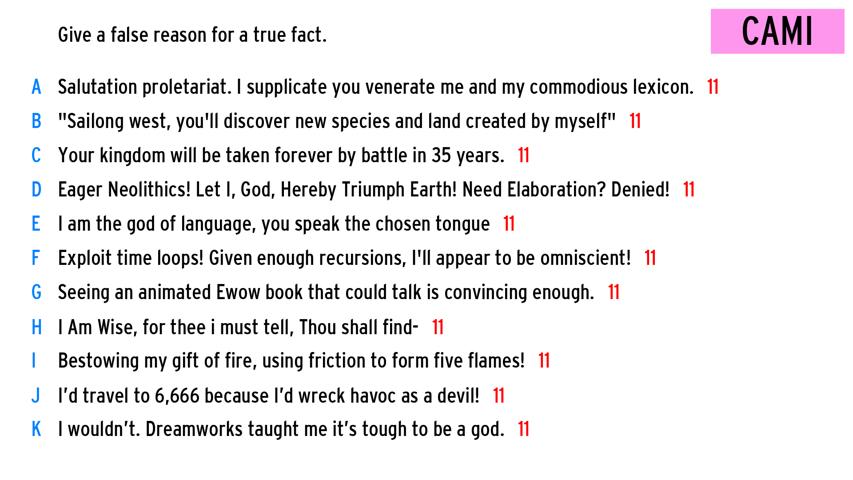 Give a false reason for a true fact.
CAMI
A Salutation proletariat. I supplicate you venerate me and my commodious lexicon. 11
B "Sailong west, you'll discover new species and land created by myself" 11
C Your kingdom will be taken forever by battle in 35 years. 11
D Eager Neolithics! Let I, God, Hereby Triumph Earth! Need Elaboration? Denied! 11
E I am the god of language, you speak the chosen tongue 11
F Exploit time loops! Given enough recursions, I'll appear to be omniscient! 11
G Seeing an animated Ewow book that could talk is convincing enough. 11
H I Am Wise, for thee i must tell, Thou shall find- 11
I Bestowing my gift of fire, using friction to form five flames! 11
J I’d travel to 6,666 because I’d wreck havoc as a devil! 11
K I wouldn’t. Dreamworks taught me it’s tough to be a god. 11